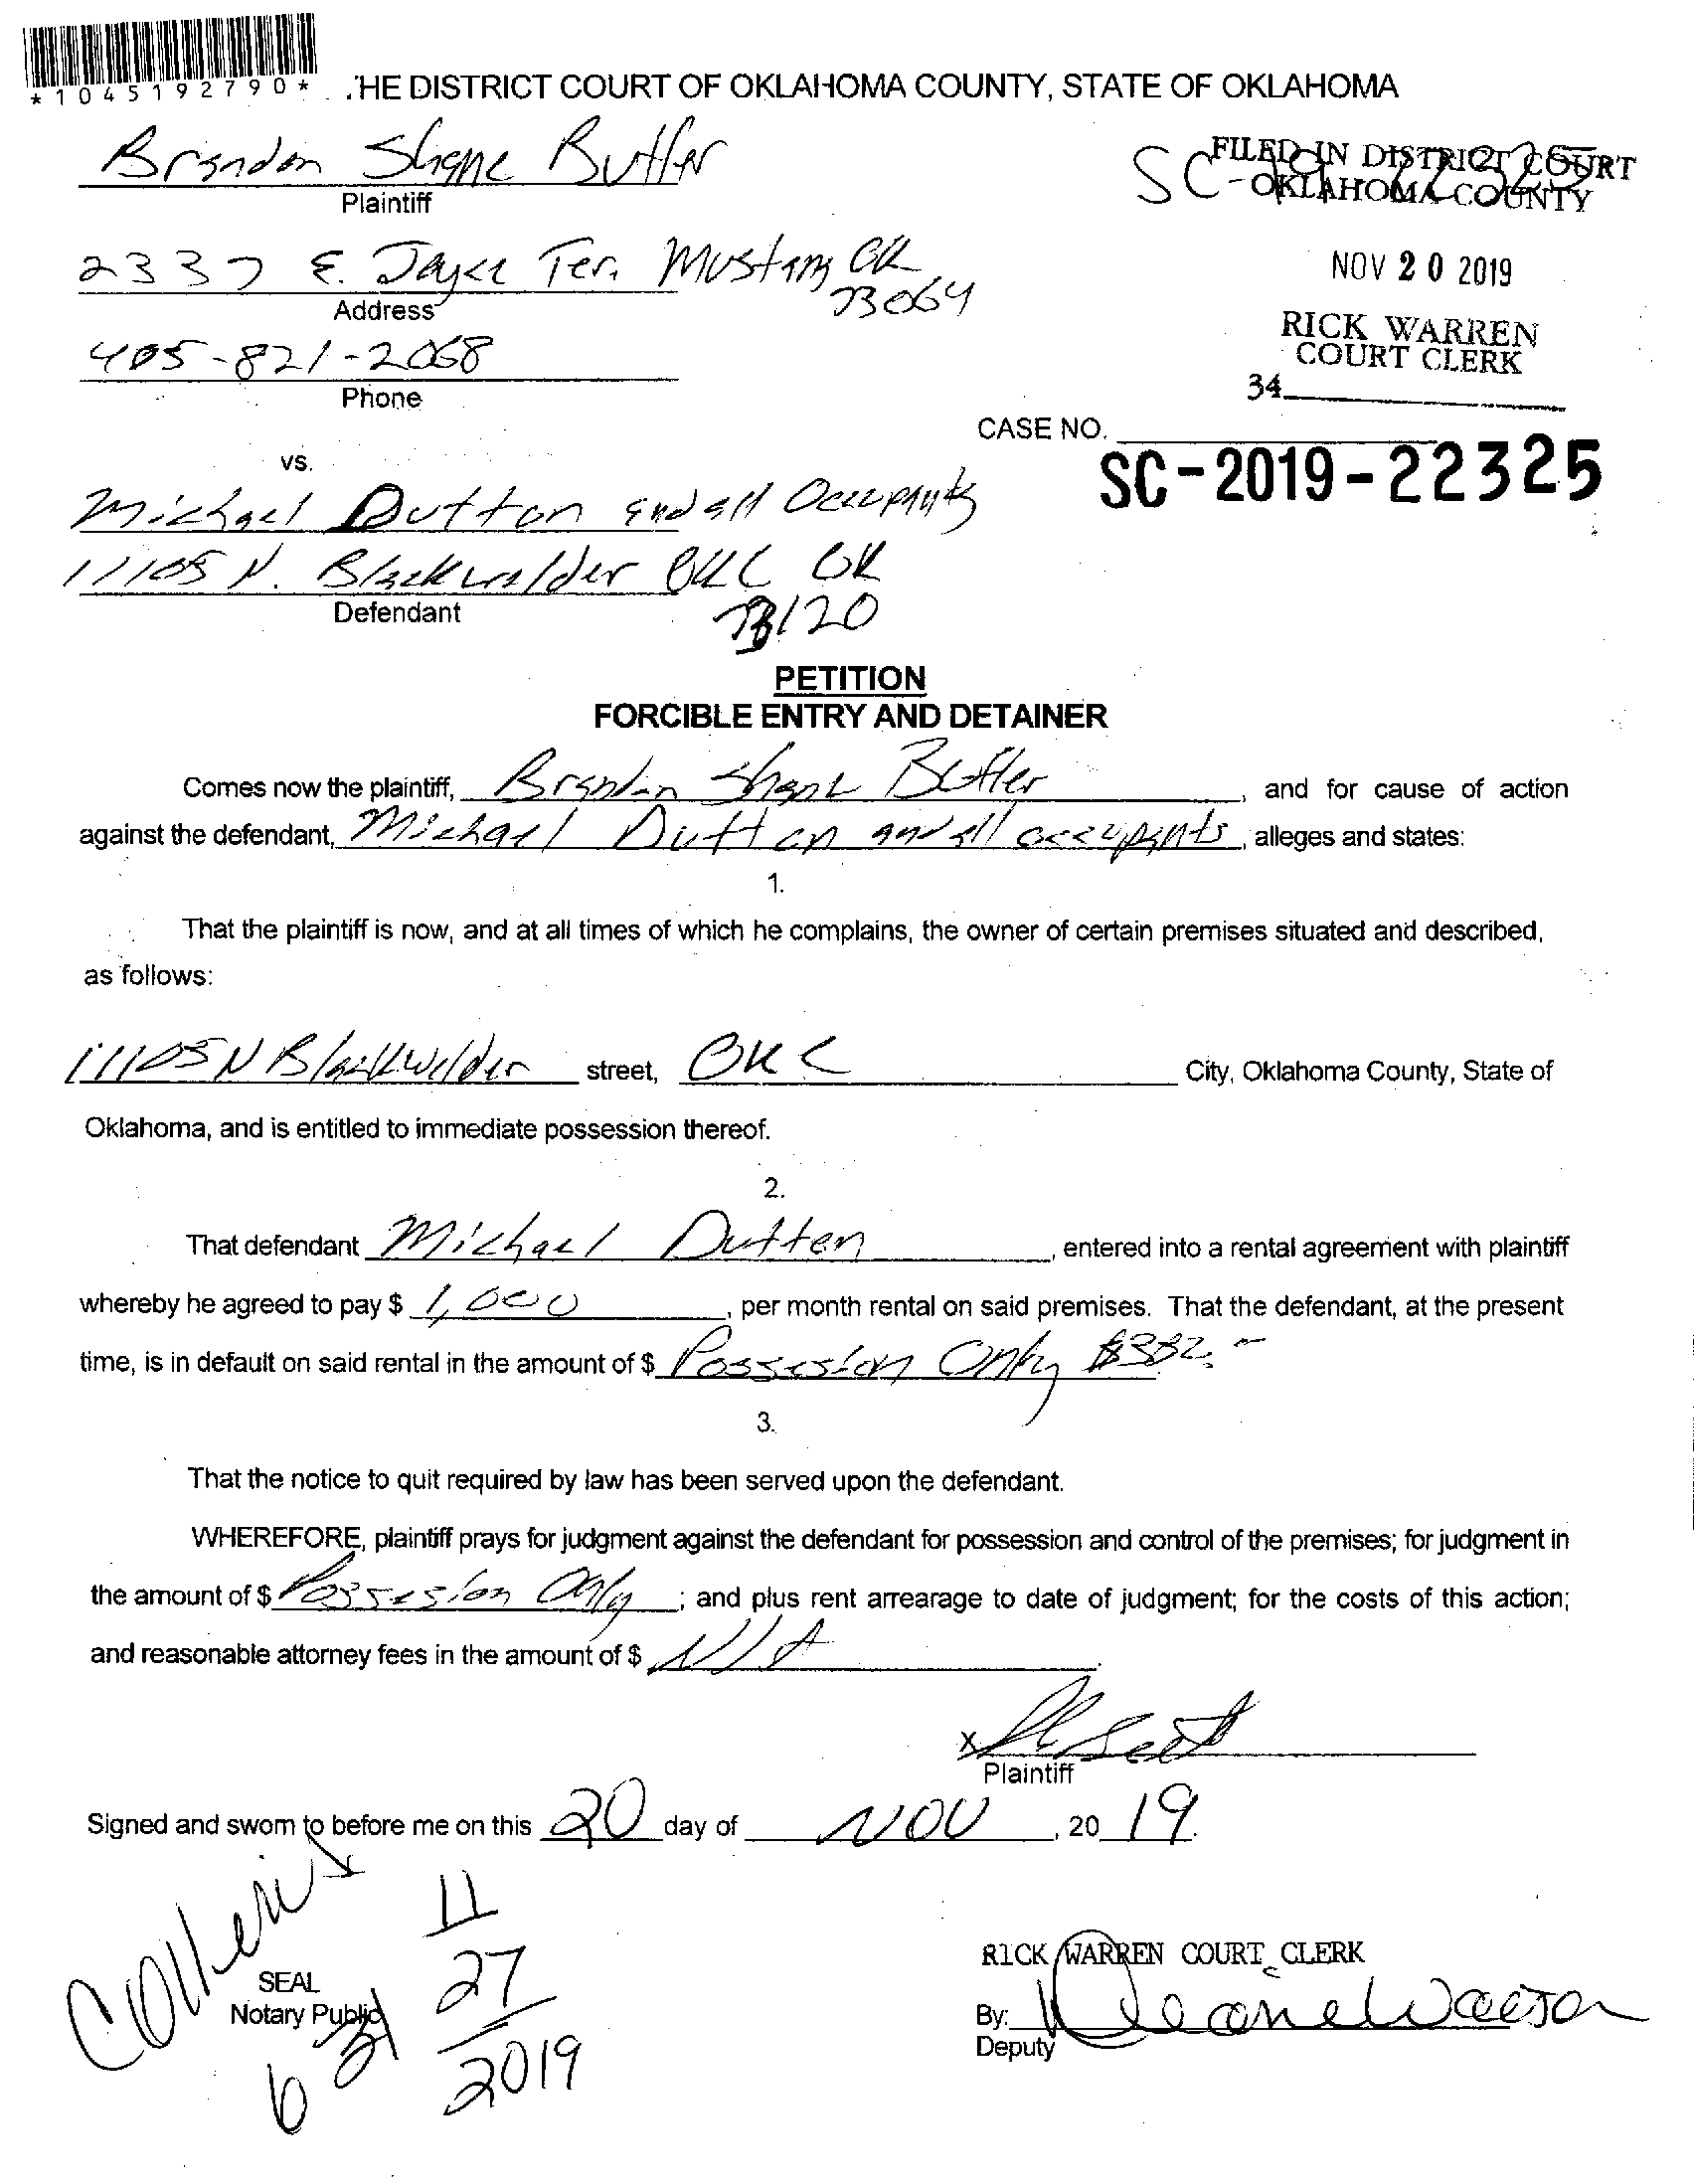 *1045192790*
HE DISTRICT COURT OF OKLAHOMA COUNTY, STATE OF OKLAHOMA
Brandon Shane Butler
Plaintiff
SC-19-22325
FILED IN DISTRICT COURT
OKLAHOMA COUNTY
2337 E. Jayce Ter. Mustang OK
73064
Address
NOV 20 2019
RICK WARREN
COURT CLERK
405-821-2068
Phone
34
CASE NO.
SC-2019-22325
vs.
Michael Dutton and all Occupants
11105 N. Blackwelder OKC OK
73120
Defendant
PETITION
FORCIBLE ENTRY AND DETAINER
Comes now the plaintiff, Brandon Shane Butler, and for cause of action
against the defendant, Michael Dutton and all occupants, alleges and states:
1.
That the plaintiff is now, and at all times of which he complains, the owner of certain premises situated and described,
as follows:
11105 N Blackwelder street, OKC City, Oklahoma County, State of
Oklahoma, and is entitled to immediate possession thereof.
2.
That defendant Michael Dutton, entered into a rental agreement with plaintiff
whereby he agreed to pay $ 1,000, per month rental on said premises. That the defendant, at the present
time, is in default on said rental in the amount of $ Possesion Only $382.-
3.
That the notice to quit required by law has been served upon the defendant.
WHEREFORE, plaintiff prays for judgment against the defendant for possession and control of the premises; for judgment in
the amount of $ Possesion Only; and plus rent arrearage to date of judgment; for the costs of this action;
and reasonable attorney fees in the amount of $ N/A.
X
Plaintiff
Signed and sworn to before me on this 20 day of NOV, 20 19.
11
27
2019
SEAL
Notary Public
RICK WARREN COURT CLERK
By:
Deputy